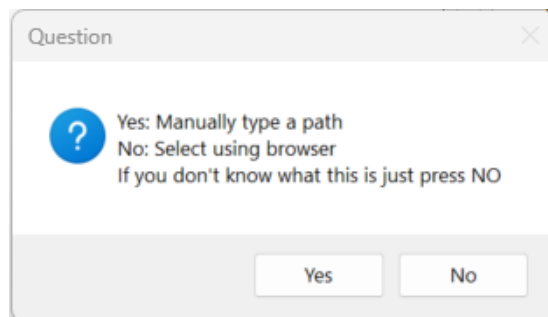 Question
?
Yes: Manually type a path
No: Select using browser
If you don't know what this is just press NO
Yes No